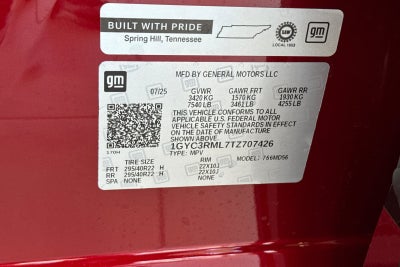 BUILT WITH PRIDE
Spring Hill, Tennessee
UAW
LOCAL 1853
gm
gm
MFD BY GENERAL MOTORS LLC
07/25 GVWR GAWR FRT GAWR RR
3420 KG 1570 KG 1930 KG
7540 LB 3461 LB 4255 LB
THIS VEHICLE CONFORMS TO ALL
APPLICABLE U.S. FEDERAL MOTOR
VEHICLE SAFETY STANDARDS IN EFFECT
ON THE DATE OF MANUFACTURE SHOWN ABOVE.
1GYC3RML7TZ707426
TYPE: MPV
TIRE SIZE RIM MODEL: 766MD56
FRT 295/40R22 H 22X10J
RR 295/40R22 H 22X10J
SPA NONE NONE